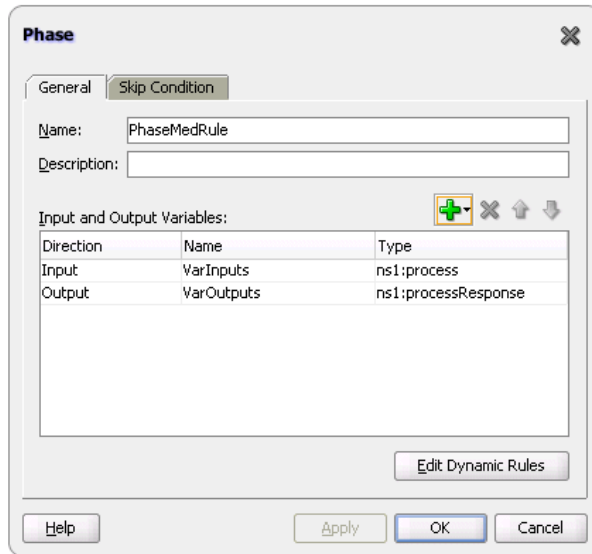 Phase
General Skip Condition
Name: PhaseMedRule
Description:
Input and Output Variables:
Direction Name Type
Input VarInputs ns1:process
Output VarOutputs ns1:processResponse
Edit Dynamic Rules
Help Apply OK Cancel